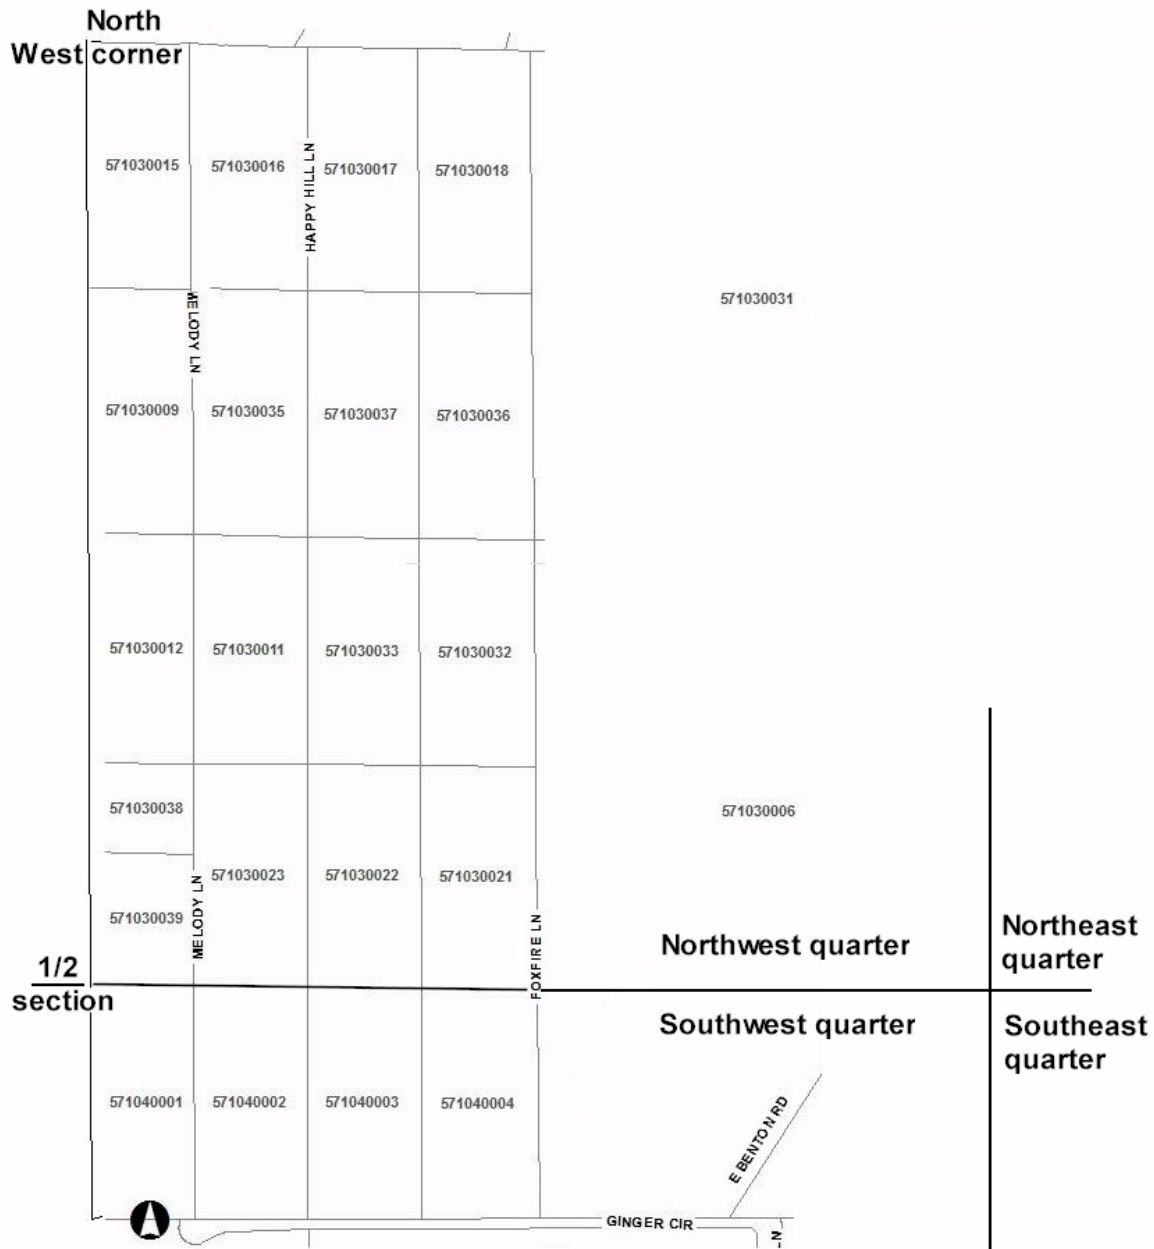 North
West corner
571030015
571030016
HAPPY HILL LN
571030017
571030018
571030031
MELODY LN
571030009
571030035
571030037
571030036
571030012
571030011
571030033
571030032
571030038
571030006
571030023
571030022
571030021
571030039
MELODY LN
FOXFIRE LN
Northwest quarter
Northeast
quarter
1/2
section
Southwest quarter
Southeast
quarter
571040001
571040002
571040003
571040004
E BENTON RD
GINGER CIR
N